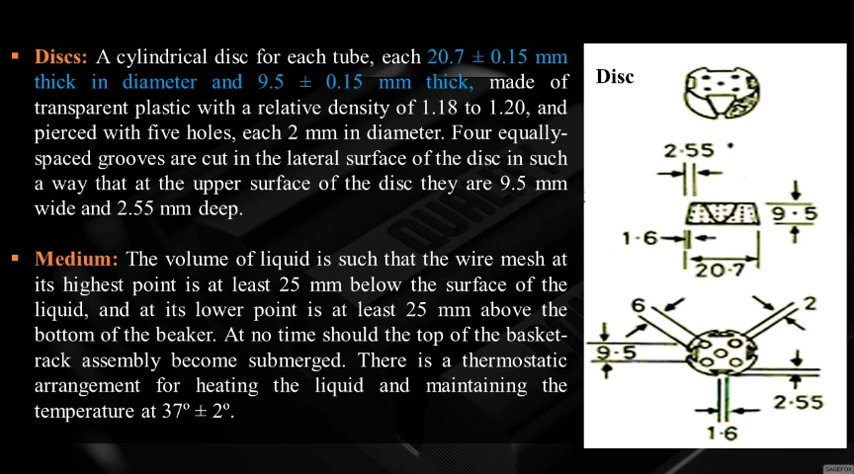 ▪ Discs: A cylindrical disc for each tube, each 20.7 ± 0.15 mm
thick in diameter and 9.5 ± 0.15 mm thick, made of
transparent plastic with a relative density of 1.18 to 1.20, and
pierced with five holes, each 2 mm in diameter. Four equally-
spaced grooves are cut in the lateral surface of the disc in such
a way that at the upper surface of the disc they are 9.5 mm
wide and 2.55 mm deep.
▪ Medium: The volume of liquid is such that the wire mesh at
its highest point is at least 25 mm below the surface of the
liquid, and at its lower point is at least 25 mm above the
bottom of the beaker. At no time should the top of the basket-
rack assembly become submerged. There is a thermostatic
arrangement for heating the liquid and maintaining the
temperature at 37º ± 2º.
Disc
2·55
9·5
1·6
20·7
6
2
9·5
2·55
1·6
SAGEFOX